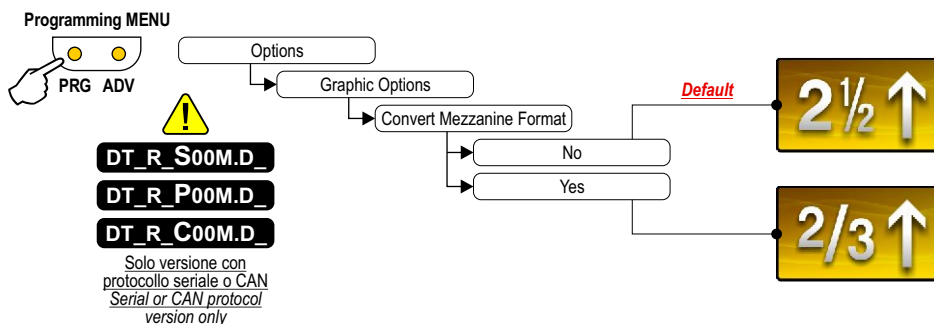 Programming MENU
PRG ADV
Options
Graphic Options
Convert Mezzanine Format
No
Yes
Default
2½↑
2/3↑
!
DT_R_S00M.D_
DT_R_P00M.D_
DT_R_C00M.D_
Solo versione con
protocollo seriale o CAN
Serial or CAN protocol
version only